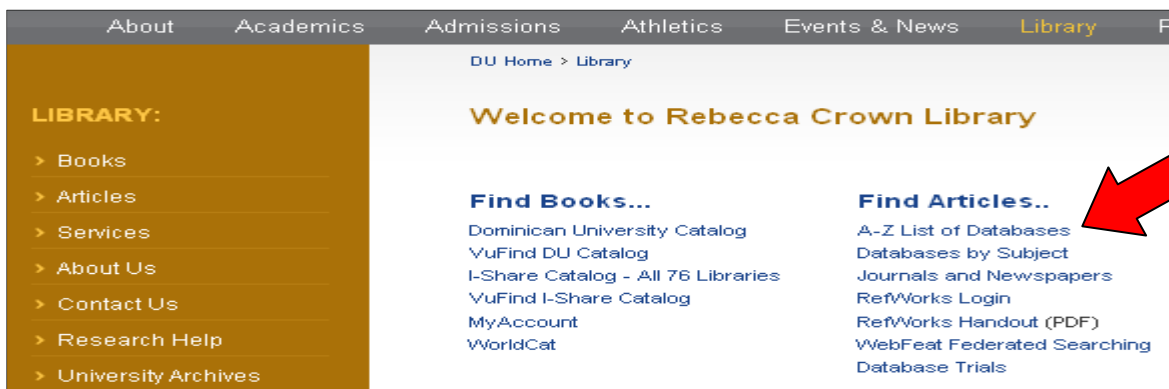 About Academics Admissions Athletics Events & News Library
DU Home > Library
LIBRARY:
> Books
> Articles
> Services
> About Us
> Contact Us
> Research Help
> University Archives
Welcome to Rebecca Crown Library
Find Books...
Dominican University Catalog
VuFind DU Catalog
I-Share Catalog - All 76 Libraries
VuFind I-Share Catalog
MyAccount
WorldCat
Find Articles..
A-Z List of Databases
Databases by Subject
Journals and Newspapers
RefWorks Login
RefWorks Handout (PDF)
WebFeat Federated Searching
Database Trials